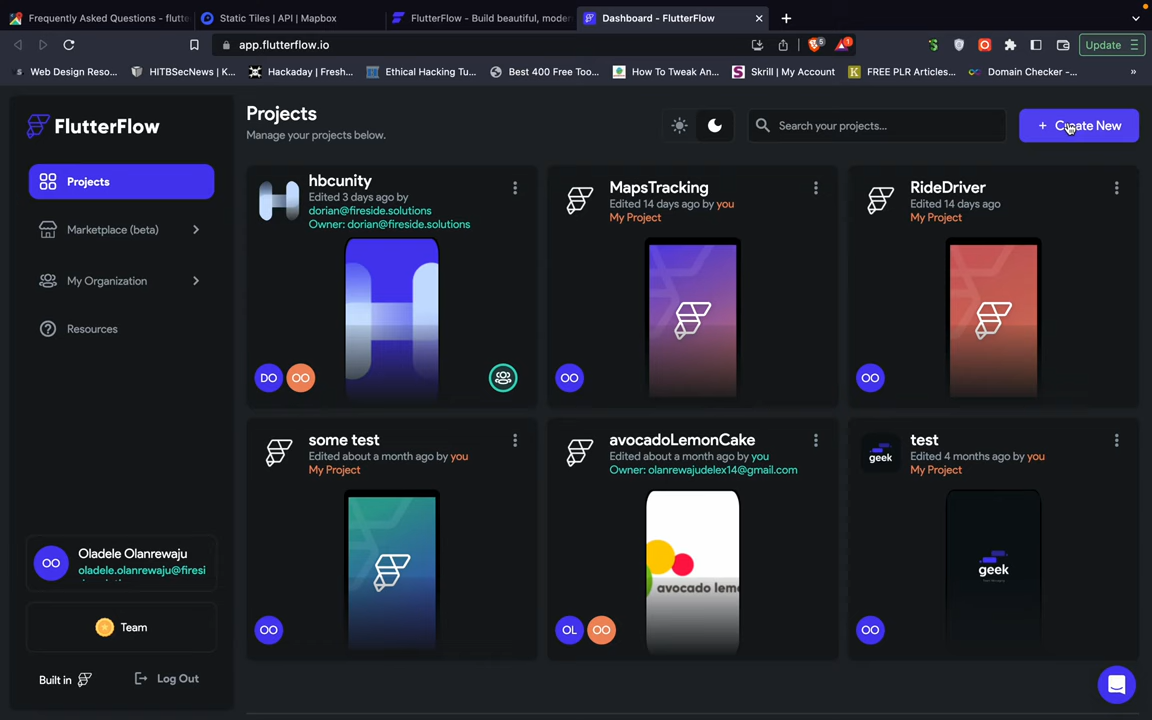 Frequently Asked Questions - flutte
Static Tiles | API | Mapbox
FlutterFlow - Build beautiful, moder
Dashboard - FlutterFlow
app.flutterflow.io
6
1
Update
Web Design Reso...
HITBSecNews | K...
Hackaday | Fresh...
Ethical Hacking Tu...
Best 400 Free Too...
How To Tweak An...
Skrill | My Account
FREE PLR Articles...
Domain Checker -...
»
FlutterFlow
Projects
Marketplace (beta)
My Organization
Resources
OO
Oladele Olanrewaju
oladele.olanrewaju@firesi
Team
Built in
Log Out
Projects
Manage your projects below.
Search your projects...
+ Create New
hbcunity
Edited 3 days ago by
dorian@fireside.solutions
Owner: dorian@fireside.solutions
DO
OO
MapsTracking
Edited 14 days ago by you
My Project
OO
RideDriver
Edited 14 days ago
My Project
OO
some test
Edited about a month ago by you
My Project
OO
avocadoLemonCake
Edited about a month ago by you
Owner: olanrewajudelex14@gmail.com
avocado lem
OL
OO
geek
test
Edited 4 months ago by you
My Project
geek
OO